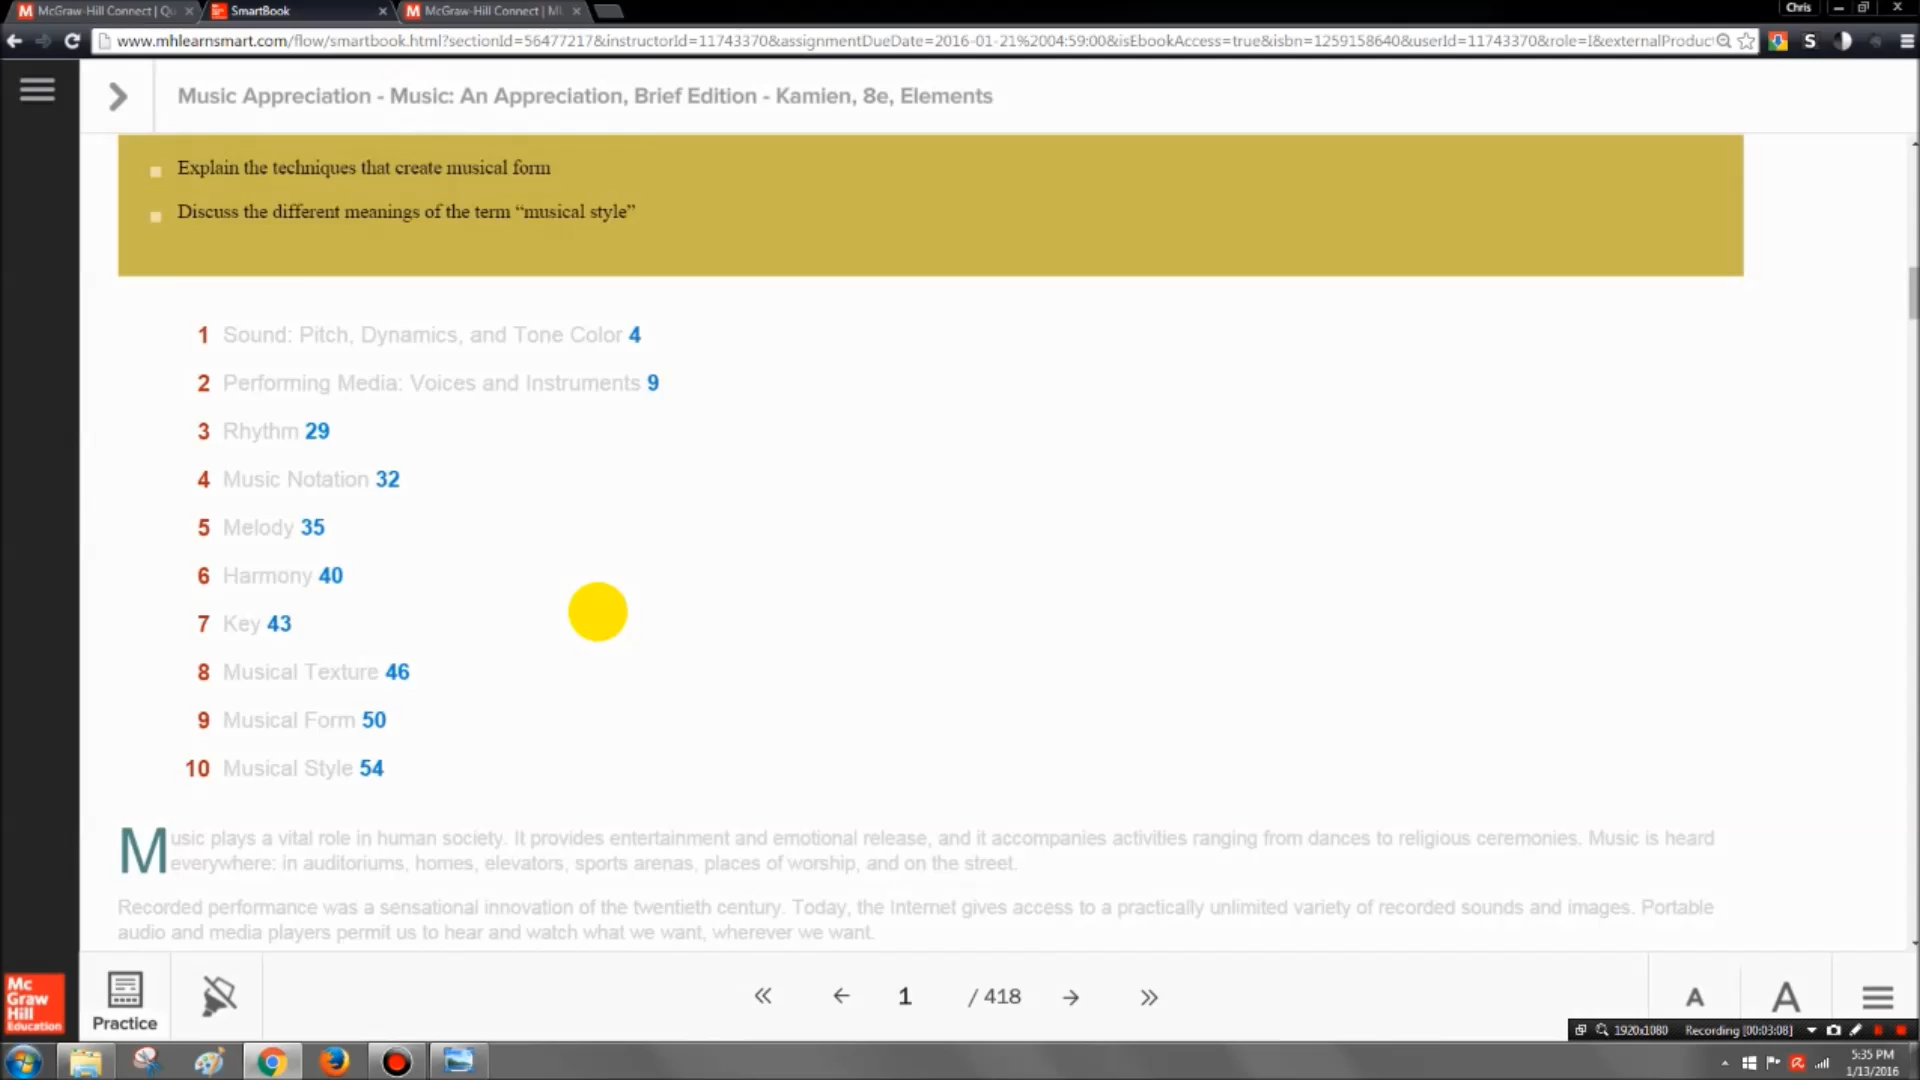 McGraw-Hill Connect | Qu
SmartBook
McGraw-Hill Connect | Mi
Chris
www.mhlearnsmart.com/flow/smartbook.html?sectionId=56477217&instructorId=11743370&assignmentDueDate=2016-01-21%2004:59:00&isEbookAccess=true&isbn=1259158640&userId=11743370&role=I&externalProduct
Music Appreciation - Music: An Appreciation, Brief Edition - Kamien, 8e, Elements
Explain the techniques that create musical form
Discuss the different meanings of the term “musical style”
1 Sound: Pitch, Dynamics, and Tone Color 4
2 Performing Media: Voices and Instruments 9
3 Rhythm 29
4 Music Notation 32
5 Melody 35
6 Harmony 40
7 Key 43
8 Musical Texture 46
9 Musical Form 50
10 Musical Style 54
Music plays a vital role in human society. It provides entertainment and emotional release, and it accompanies activities ranging from dances to religious ceremonies. Music is heard
everywhere: in auditoriums, homes, elevators, sports arenas, places of worship, and on the street.
Recorded performance was a sensational innovation of the twentieth century. Today, the Internet gives access to a practically unlimited variety of recorded sounds and images. Portable
audio and media players permit us to hear and watch what we want, wherever we want.
Mc
Graw
Hill
Education
Practice
1 / 418
A A
1920x1080 Recording [00:03:08]
5:35 PM
1/13/2016